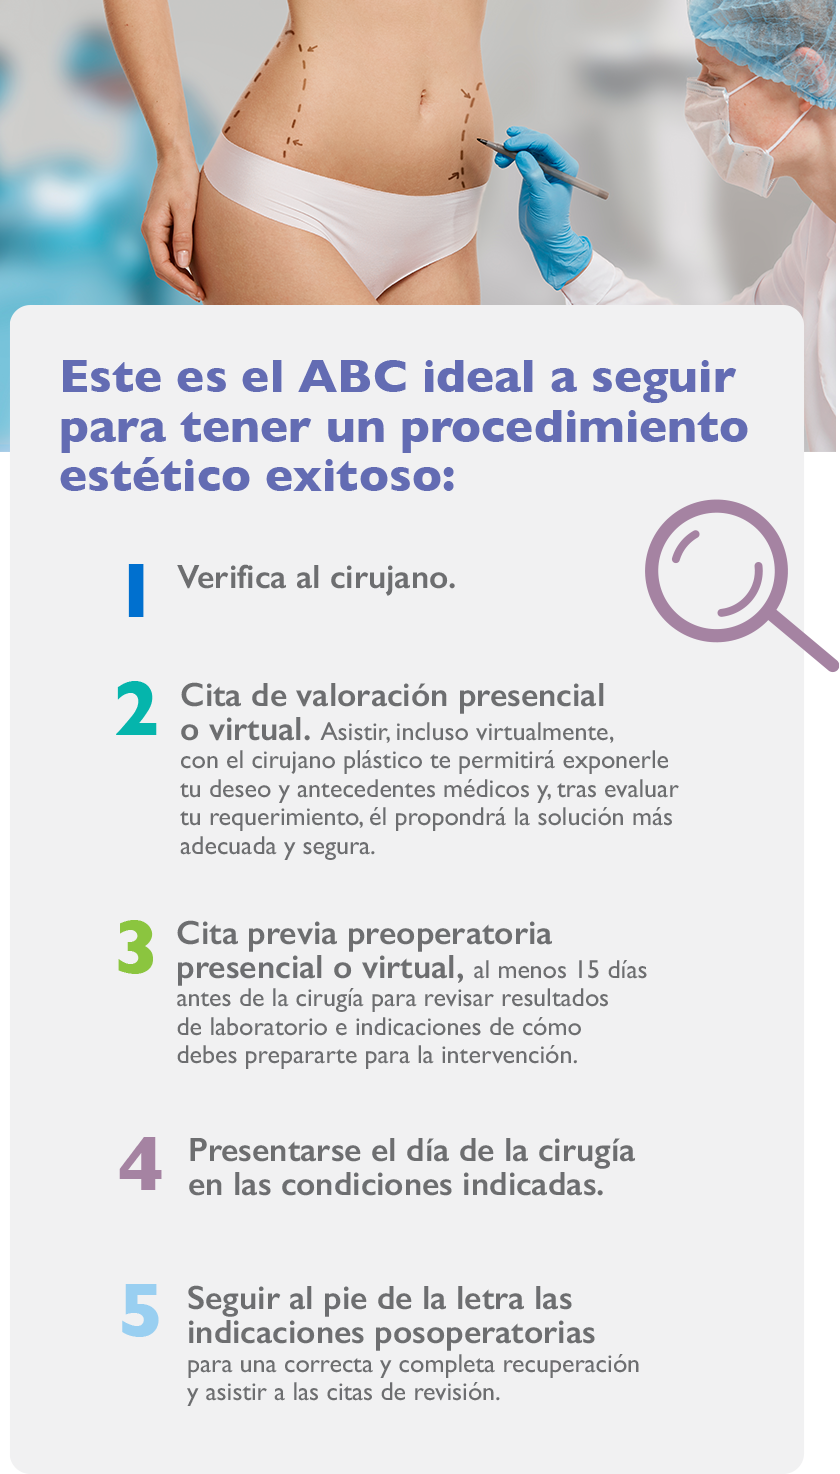 Este es el ABC ideal a seguir
para tener un procedimiento
estético exitoso:
1 Verifica al cirujano.
2 Cita de valoración presencial
o virtual. Asistir, incluso virtualmente,
con el cirujano plástico te permitirá exponerle
tu deseo y antecedentes médicos y, tras evaluar
tu requerimiento, él propondrá la solución más
adecuada y segura.
3 Cita previa preoperatoria
presencial o virtual, al menos 15 días
antes de la cirugía para revisar resultados
de laboratorio e indicaciones de cómo
debes prepararte para la intervención.
4 Presentarse el día de la cirugía
en las condiciones indicadas.
5 Seguir al pie de la letra las
indicaciones posoperatorias
para una correcta y completa recuperación
y asistir a las citas de revisión.